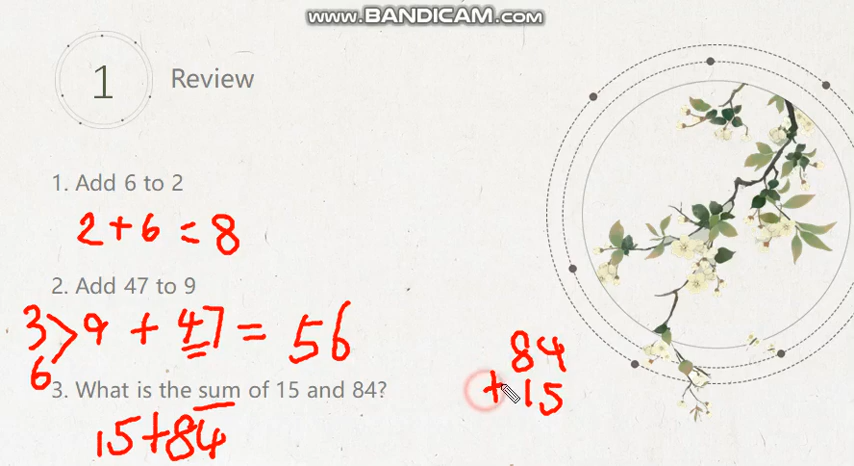 WWW.BANDICAM.COM
1 Review
1. Add 6 to 2
2+6=8
2. Add 47 to 9
3
6 > 9 + 47 = 56
3. What is the sum of 15 and 84?
15+84
84
+15